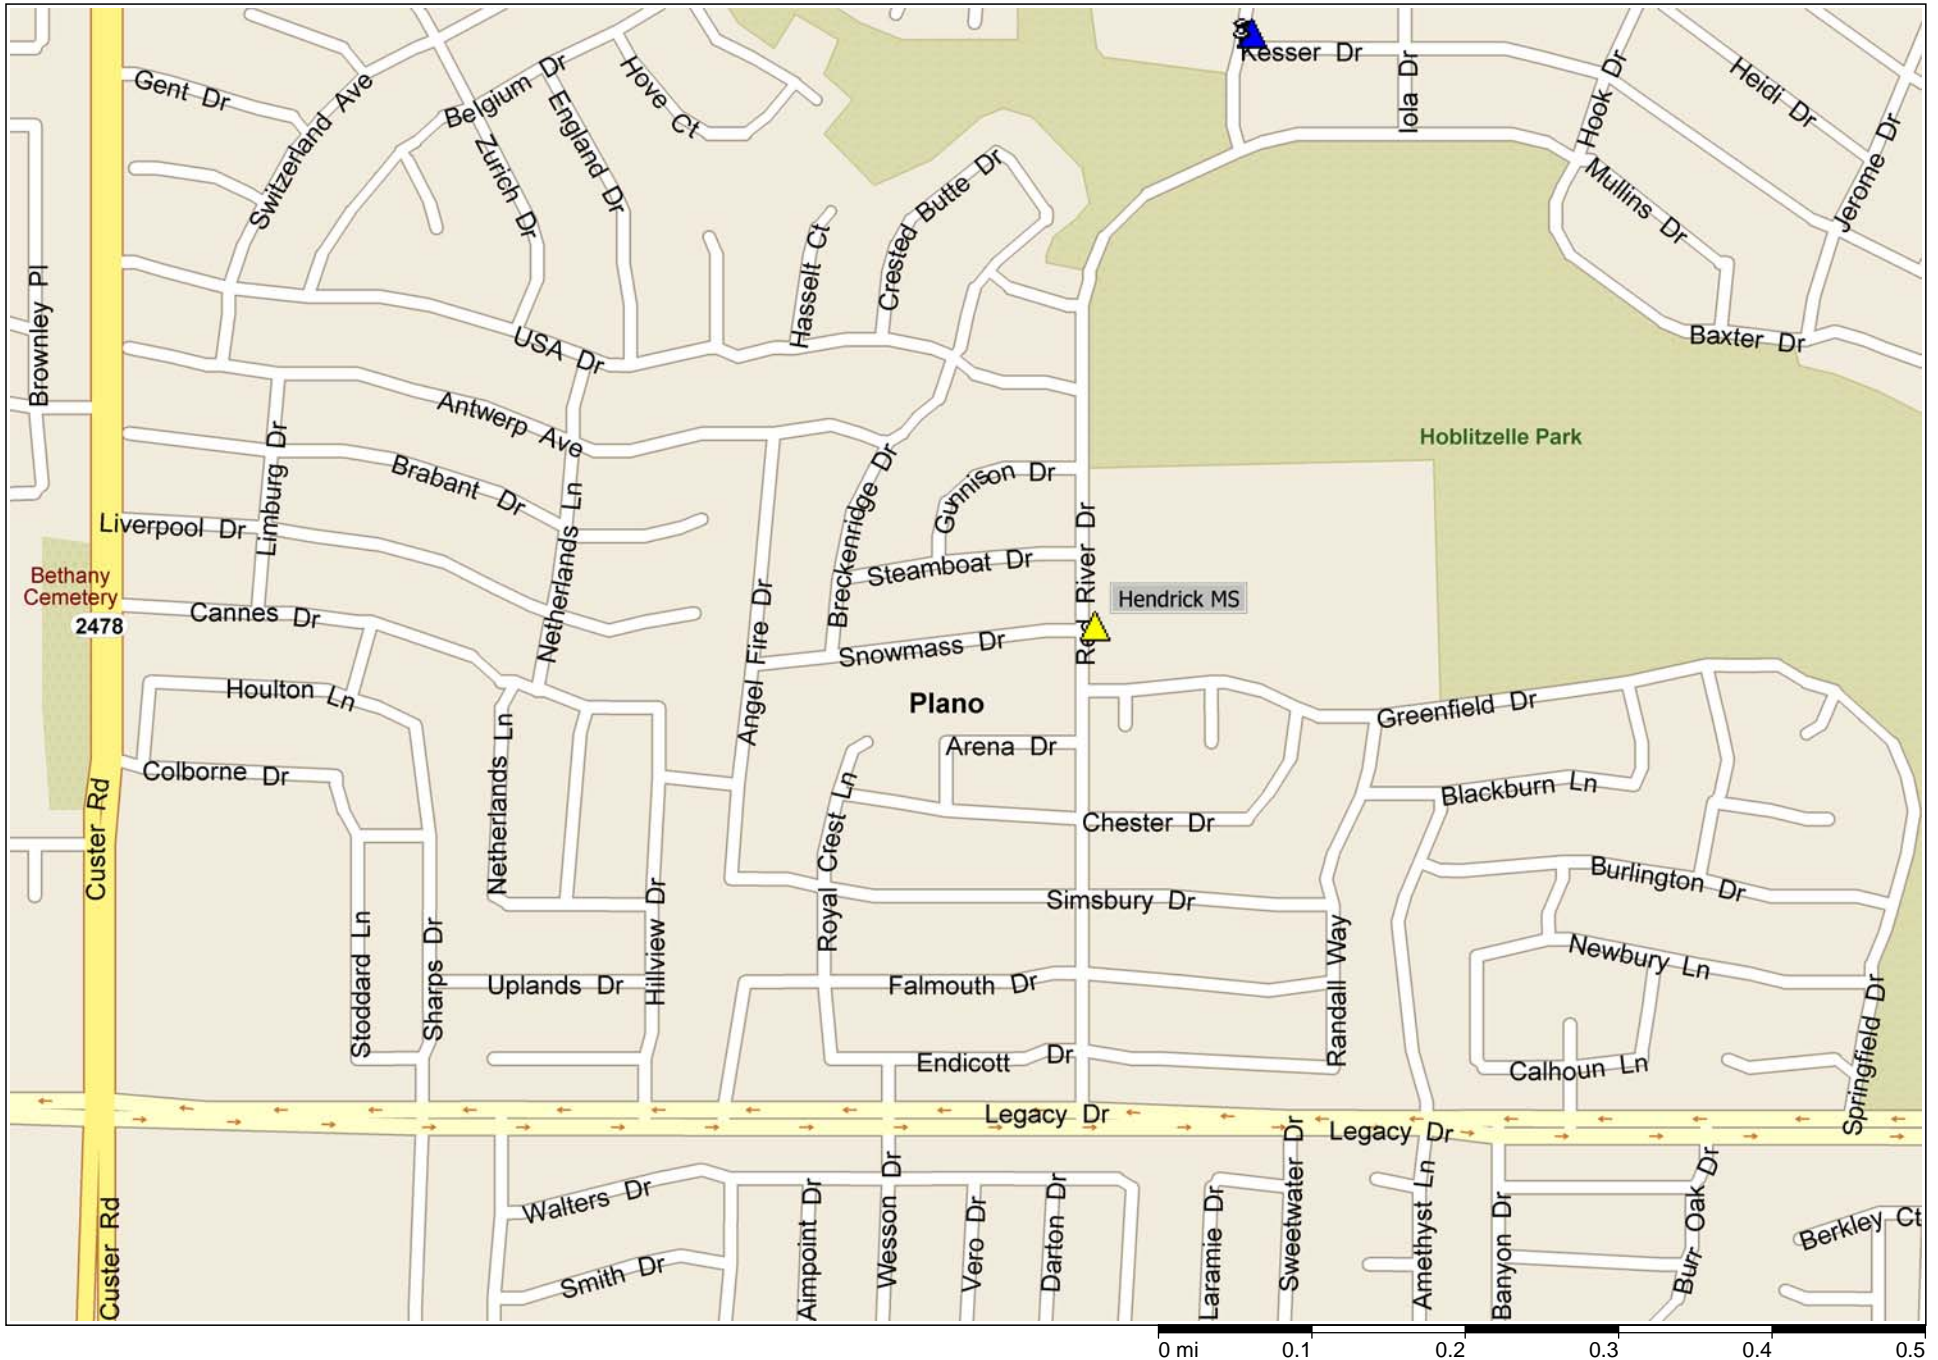 3
Kesser Dr
Gent Dr
Switzerland Ave
Belgium Dr
Hove Ct
England Dr
Zurich Dr
Iola Dr
Hook Dr
Heidi Dr
Jerome Dr
Mullins Dr
Crested Butte Dr
Hasselt Ct
Brownley Pl
USA Dr
Baxter Dr
Antwerp Ave
Hoblitzelle Park
Limburg Dr
Brabant Dr
Netherlands Ln
Breckenridge Dr
Gunnison Dr
Liverpool Dr
Steamboat Dr
Red River Dr
Bethany
Cemetery
2478
Cannes Dr
Hendrick MS
Angel Fire Dr
Snowmass Dr
Houlton Ln
Plano
Greenfield Dr
Netherlands Ln
Arena Dr
Colborne Dr
Custer Rd
Royal Crest Ln
Chester Dr
Blackburn Ln
Burlington Dr
Simsbury Dr
Hillview Dr
Stoddard Ln
Sharps Dr
Uplands Dr
Falmouth Dr
Randall Way
Newbury Ln
Springfield Dr
Endicott Dr
Calhoun Ln
Legacy Dr
Legacy Dr
Walters Dr
Smith Dr
Aimpoint Dr
Wesson Dr
Vero Dr
Darton Dr
Laramie Dr
Sweetwater Dr
Amethyst Ln
Banyon Dr
Burr Oak Dr
Berkley Ct
Custer Rd
0 mi 0.1 0.2 0.3 0.4 0.5